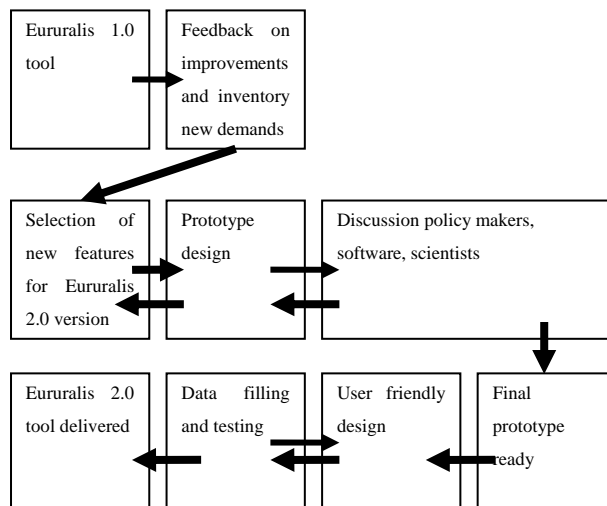 Eururalis 1.0
tool
Feedback on
improvements
and inventory
new demands
Selection of
new features
for Eururalis
2.0 version
Prototype
design
Discussion policy makers,
software, scientists
Eururalis 2.0
tool delivered
Data filling
and testing
User friendly
design
Final
prototype
ready